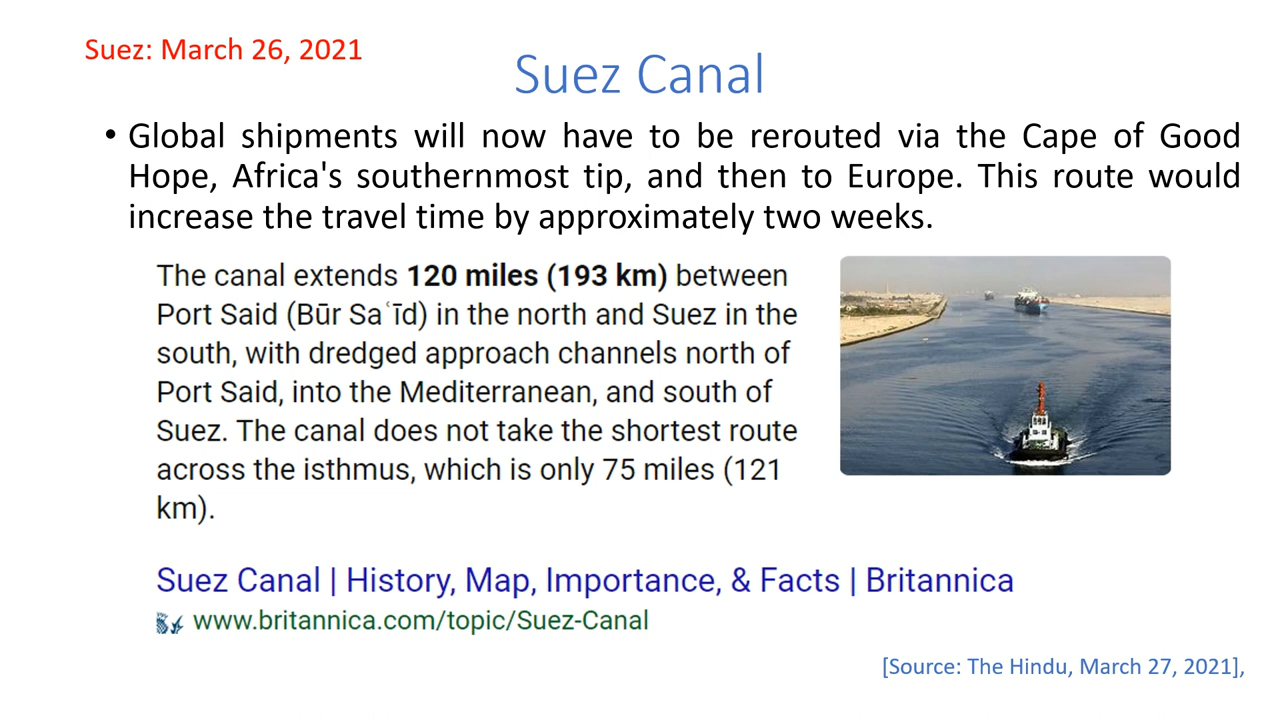 Suez: March 26, 2021
Suez Canal
• Global shipments will now have to be rerouted via the Cape of Good
Hope, Africa's southernmost tip, and then to Europe. This route would
increase the travel time by approximately two weeks.
The canal extends 120 miles (193 km) between
Port Said (Būr Saʿīd) in the north and Suez in the
south, with dredged approach channels north of
Port Said, into the Mediterranean, and south of
Suez. The canal does not take the shortest route
across the isthmus, which is only 75 miles (121
km).
Suez Canal | History, Map, Importance, & Facts | Britannica
www.britannica.com/topic/Suez-Canal
[Source: The Hindu, March 27, 2021],